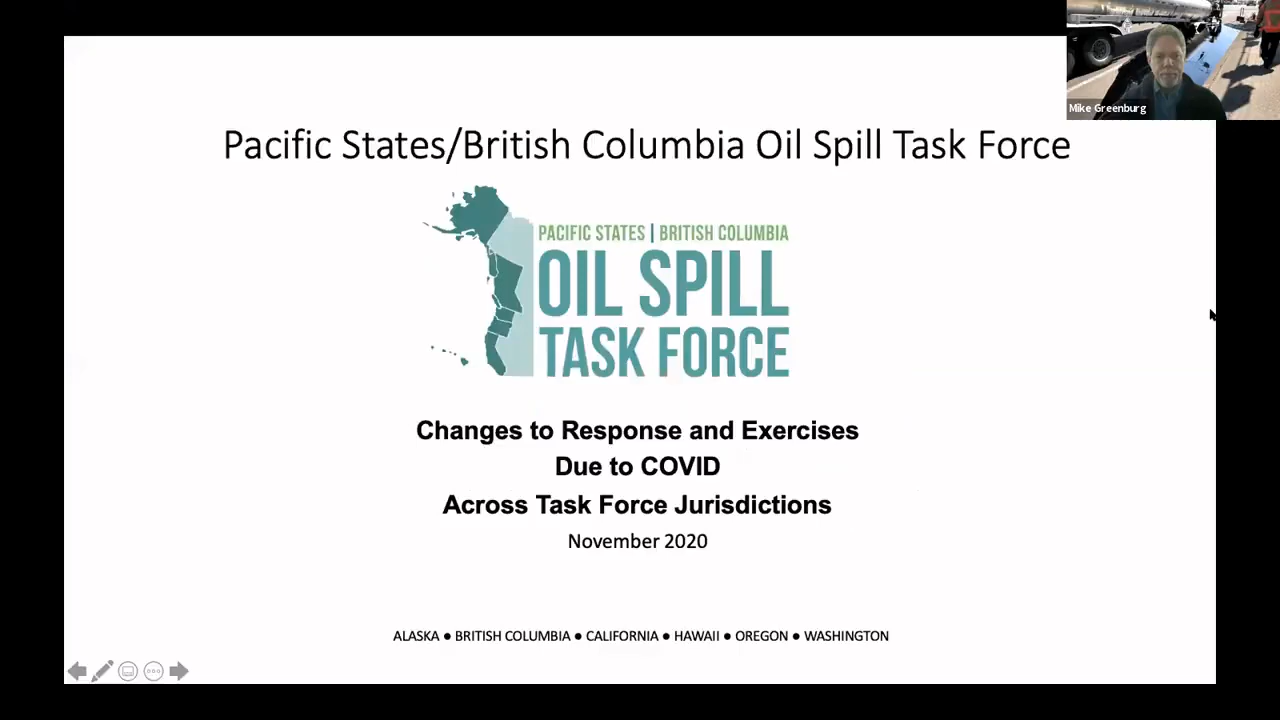 Mike Greenburg
Pacific States/British Columbia Oil Spill Task Force
PACIFIC STATES | BRITISH COLUMBIA
OIL SPILL
TASK FORCE
Changes to Response and Exercises
Due to COVID
Across Task Force Jurisdictions
November 2020
ALASKA ● BRITISH COLUMBIA ● CALIFORNIA ● HAWAII ● OREGON ● WASHINGTON